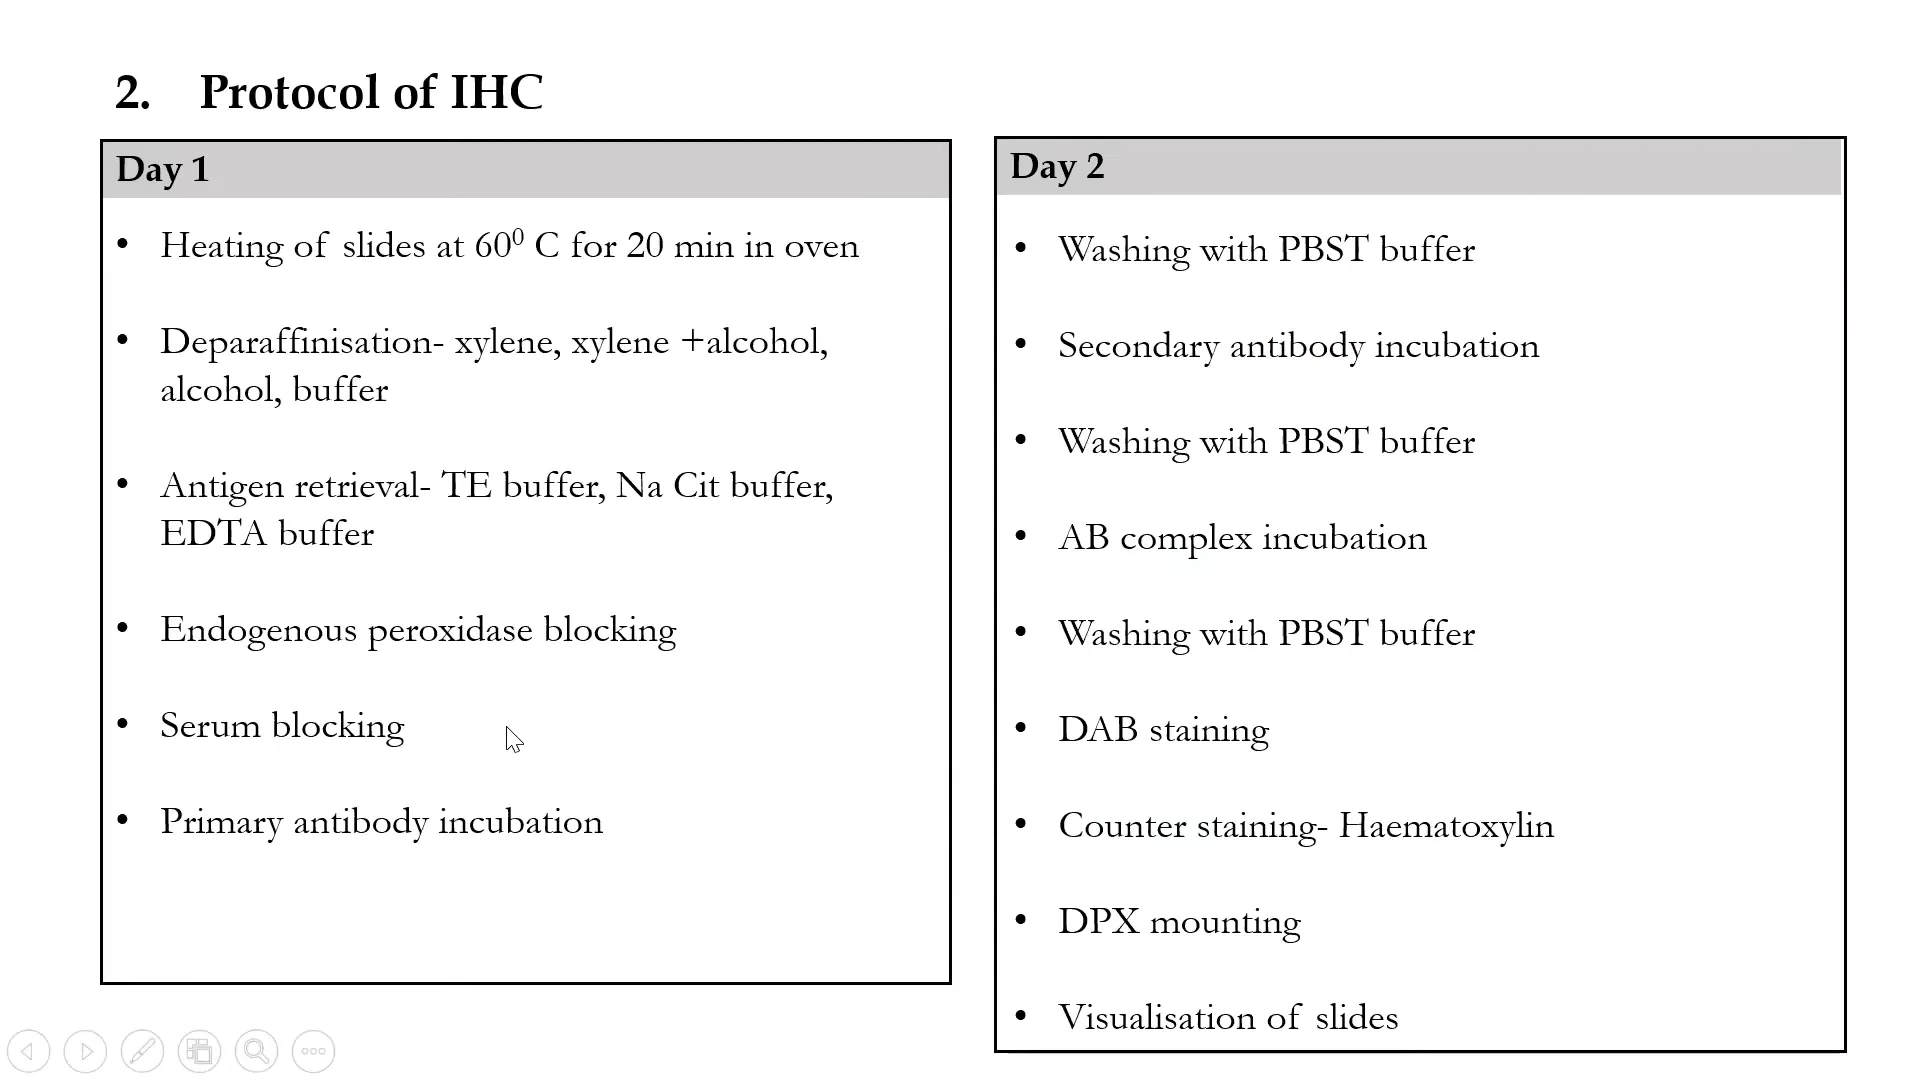 2. Protocol of IHC
Day 1
• Heating of slides at 60⁰ C for 20 min in oven
• Deparaffinisation- xylene, xylene +alcohol,
alcohol, buffer
• Antigen retrieval- TE buffer, Na Cit buffer,
EDTA buffer
• Endogenous peroxidase blocking
• Serum blocking
• Primary antibody incubation
Day 2
• Washing with PBST buffer
• Secondary antibody incubation
• Washing with PBST buffer
• AB complex incubation
• Washing with PBST buffer
• DAB staining
• Counter staining- Haematoxylin
• DPX mounting
• Visualisation of slides